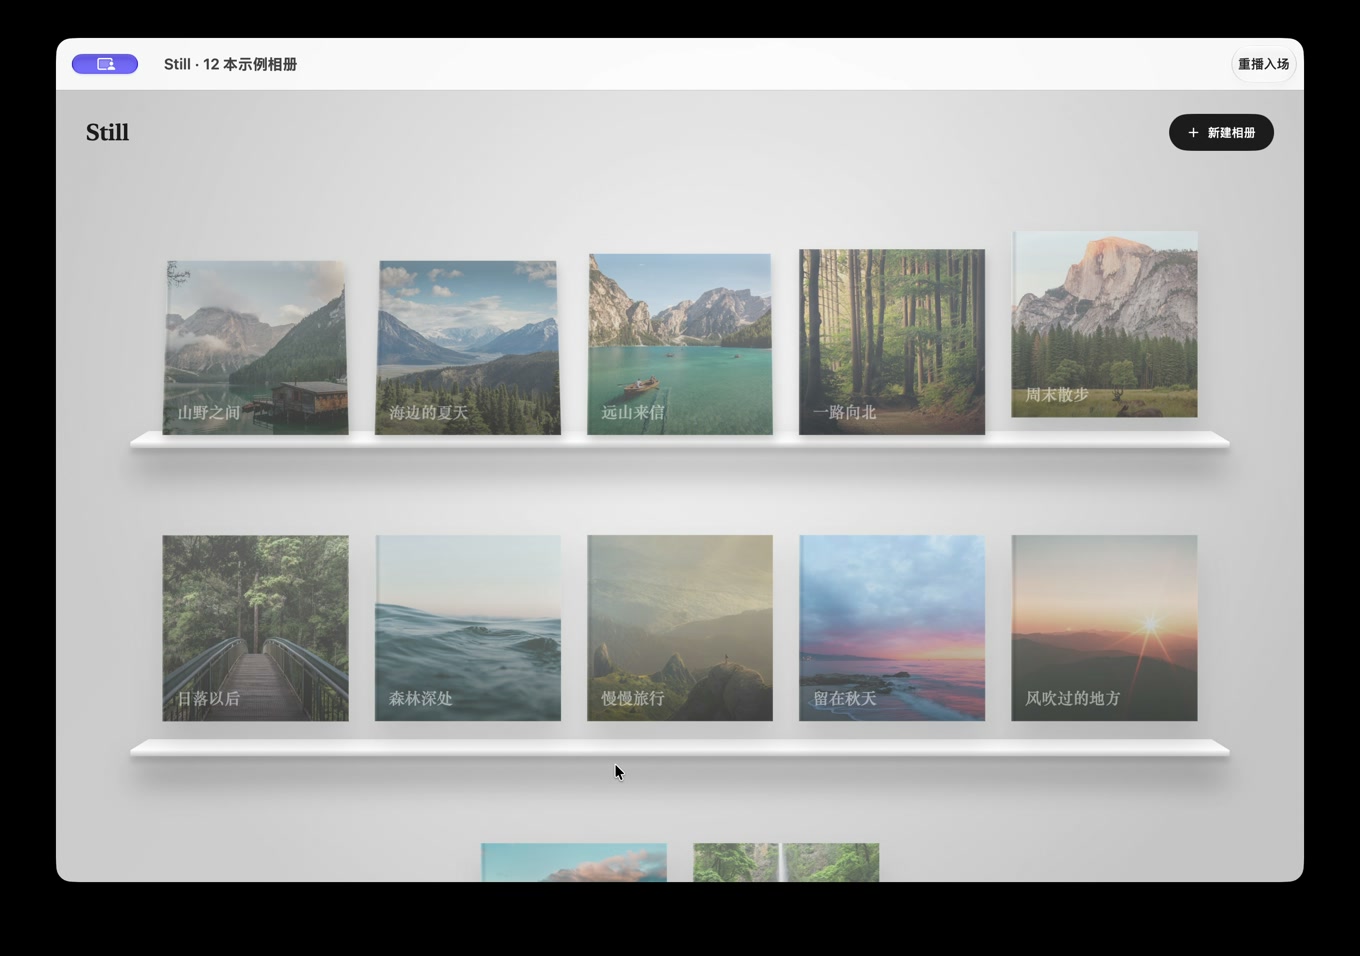 Still · 12 本示例相册
重播入场
Still
+ 新建相册
山野之间
海边的夏天
远山来信
一路向北
周末散步
日落以后
森林深处
慢慢旅行
留在秋天
风吹过的地方